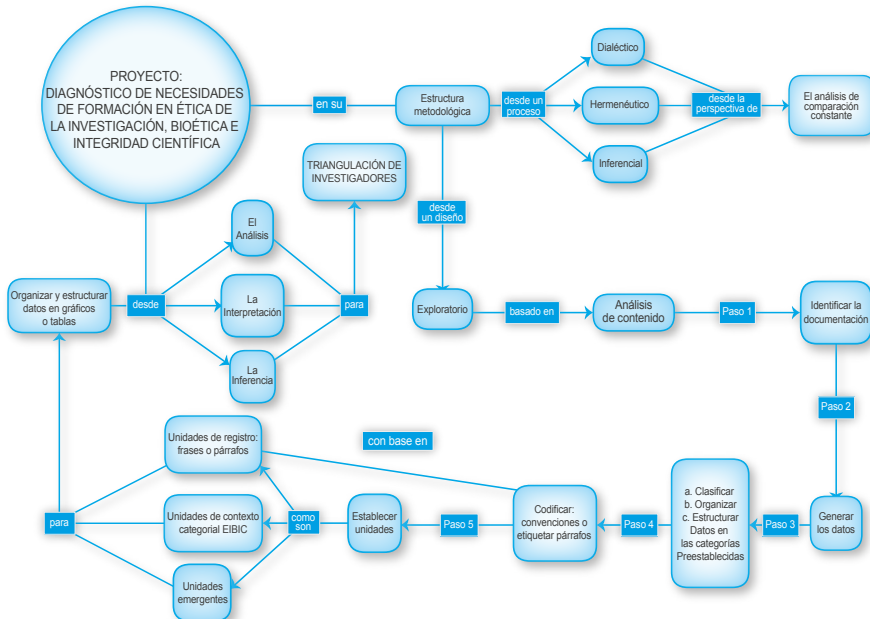 PROYECTO:
DIAGNÓSTICO DE NECESIDADES
DE FORMACIÓN EN ÉTICA DE
LA INVESTIGACIÓN, BIOÉTICA E
INTEGRIDAD CIENTÍFICA
en su
Estructura
metodológica
desde un
proceso
Dialéctico
Hermenéutico
Inferencial
desde la
perspectiva de
El análisis de
comparación
constante
TRIANGULACIÓN DE
INVESTIGADORES
desde
un diseño
El
Análisis
La
Interpretación
La
Inferencia
Organizar y estructurar
datos en gráficos
o tablas
desde
para
Exploratorio
basado en
Análisis
de contenido
Paso 1
Identificar la
documentación
Paso 2
Unidades de registro:
frases o párrafos
con base en
Unidades de contexto
categorial EIBIC
Unidades
emergentes
para
como
son
Establecer
unidades
Paso 5
Codificar:
convenciones o
etiquetar párrafos
Paso 4
a. Clasificar
b. Organizar
c. Estructurar
Datos en
las categorías
Preestablecidas
Paso 3
Generar
los datos